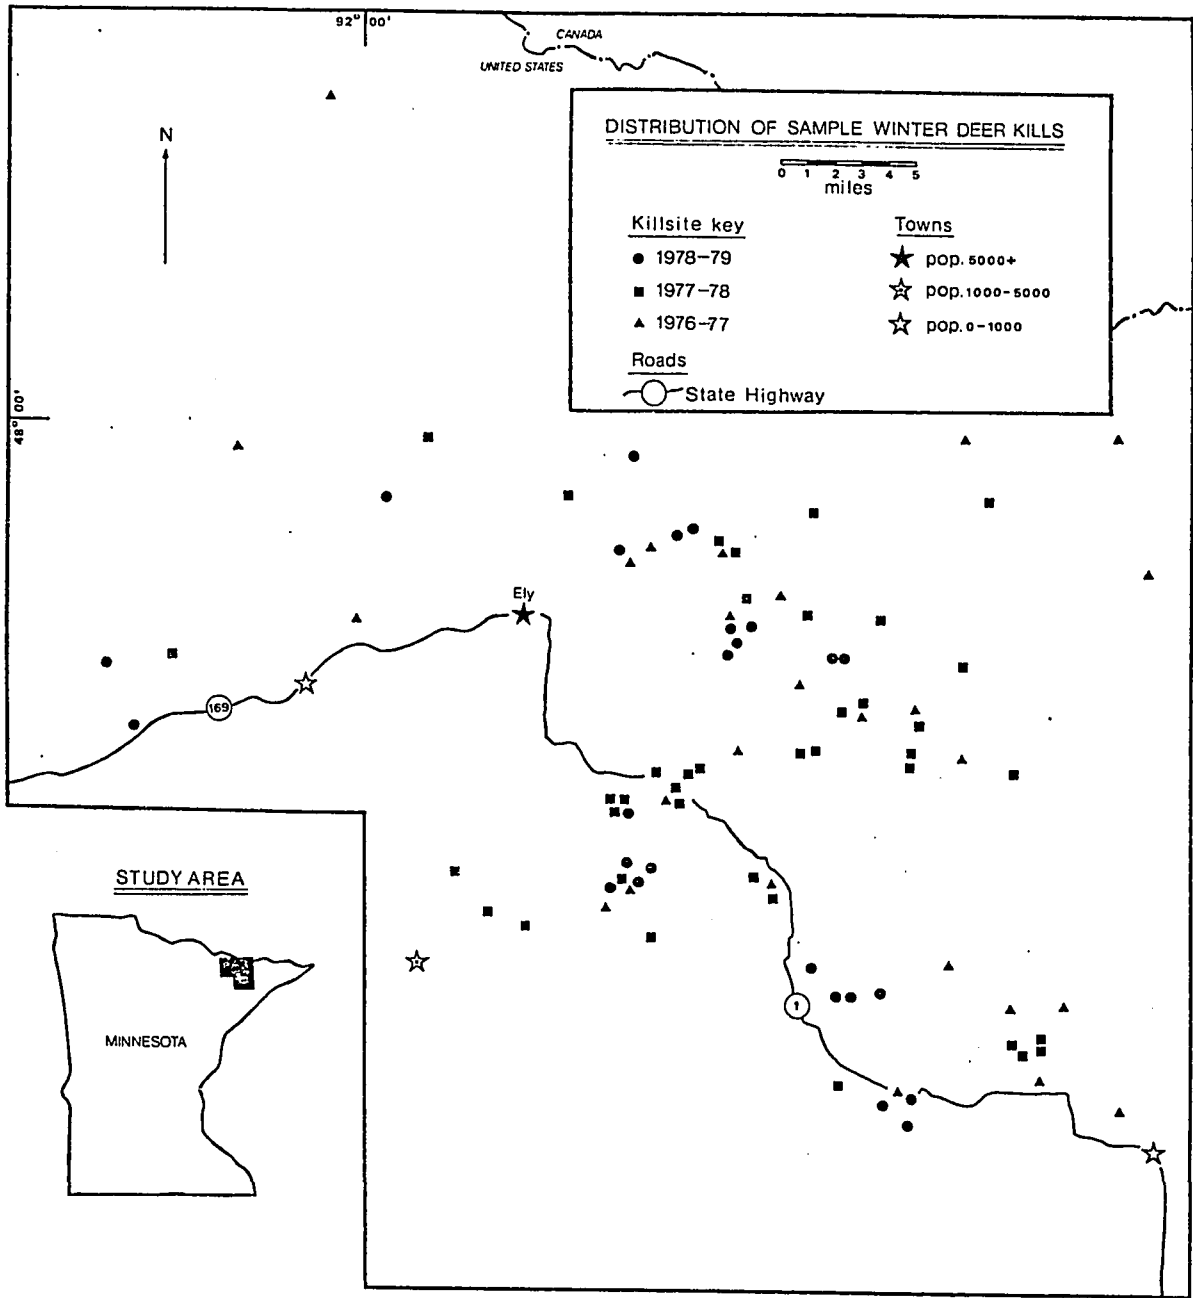 92° 00'
CANADA
UNITED STATES
N
DISTRIBUTION OF SAMPLE WINTER DEER KILLS
0 1 2 3 4 5
miles
Killsite key
1978-79
1977-78
1976-77
Roads
State Highway
Towns
pop. 5000+
pop. 1000-5000
pop. 0-1000
48° 00'
Ely
169
1
STUDY AREA
MINNESOTA